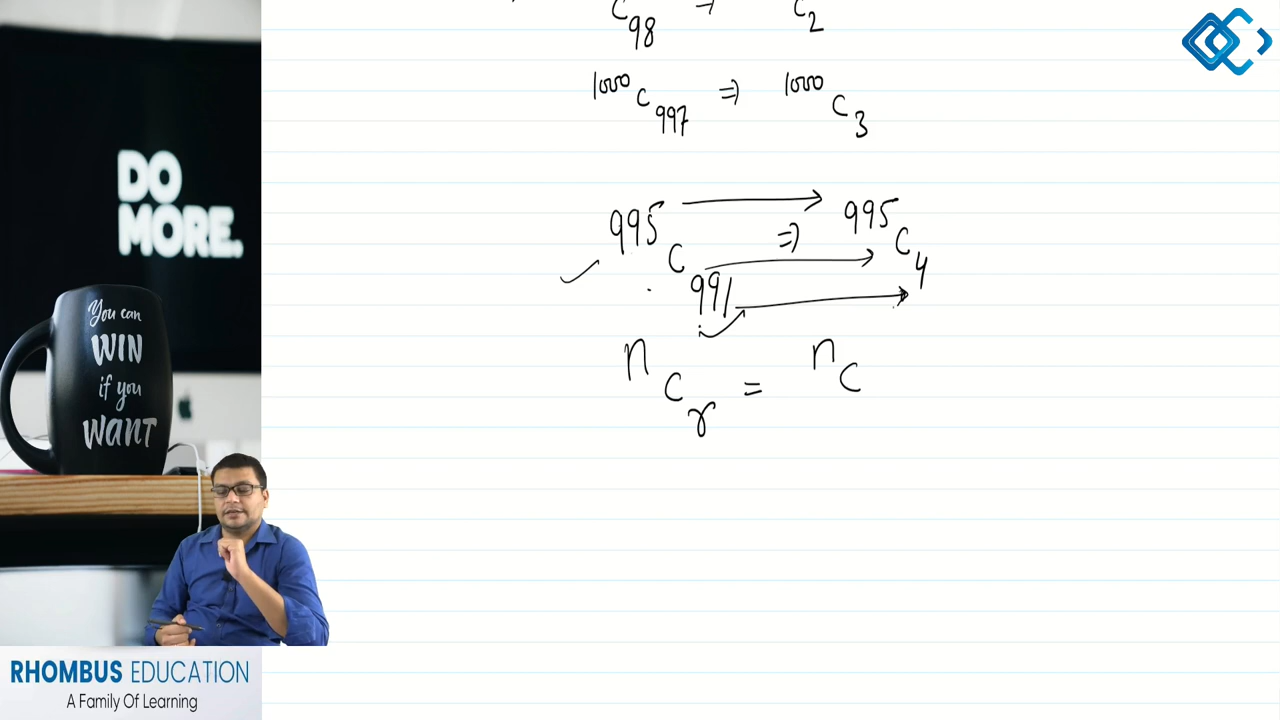 C98 ⇒ C2
1000C997 ⇒ 1000C3
995C991 ⇒ 995C4
nCr = nC
DO
MORE.
You can
WIN
if you
WANT
RHOMBUS EDUCATION
A Family Of Learning